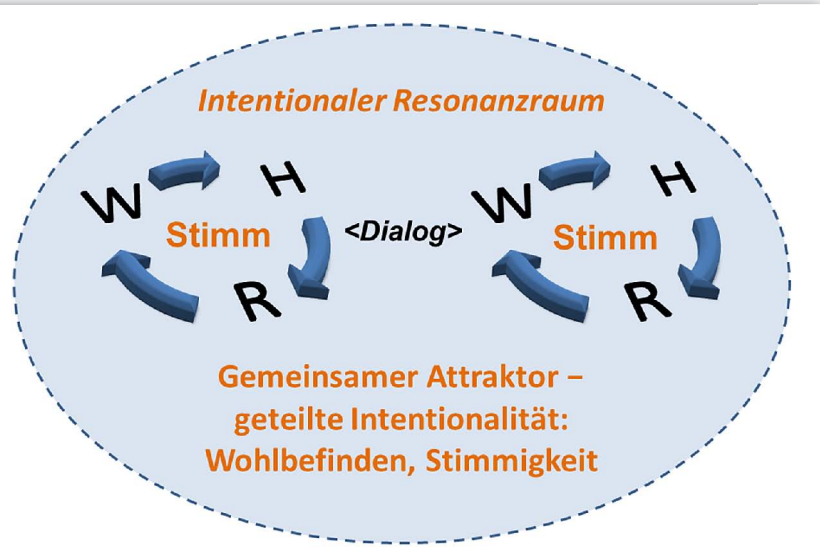 Intentionaler Resonanzraum
W H W H
Stimm <Dialog> Stimm
R R
Gemeinsamer Attraktor –
geteilte Intentionalität:
Wohlbefinden, Stimmigkeit